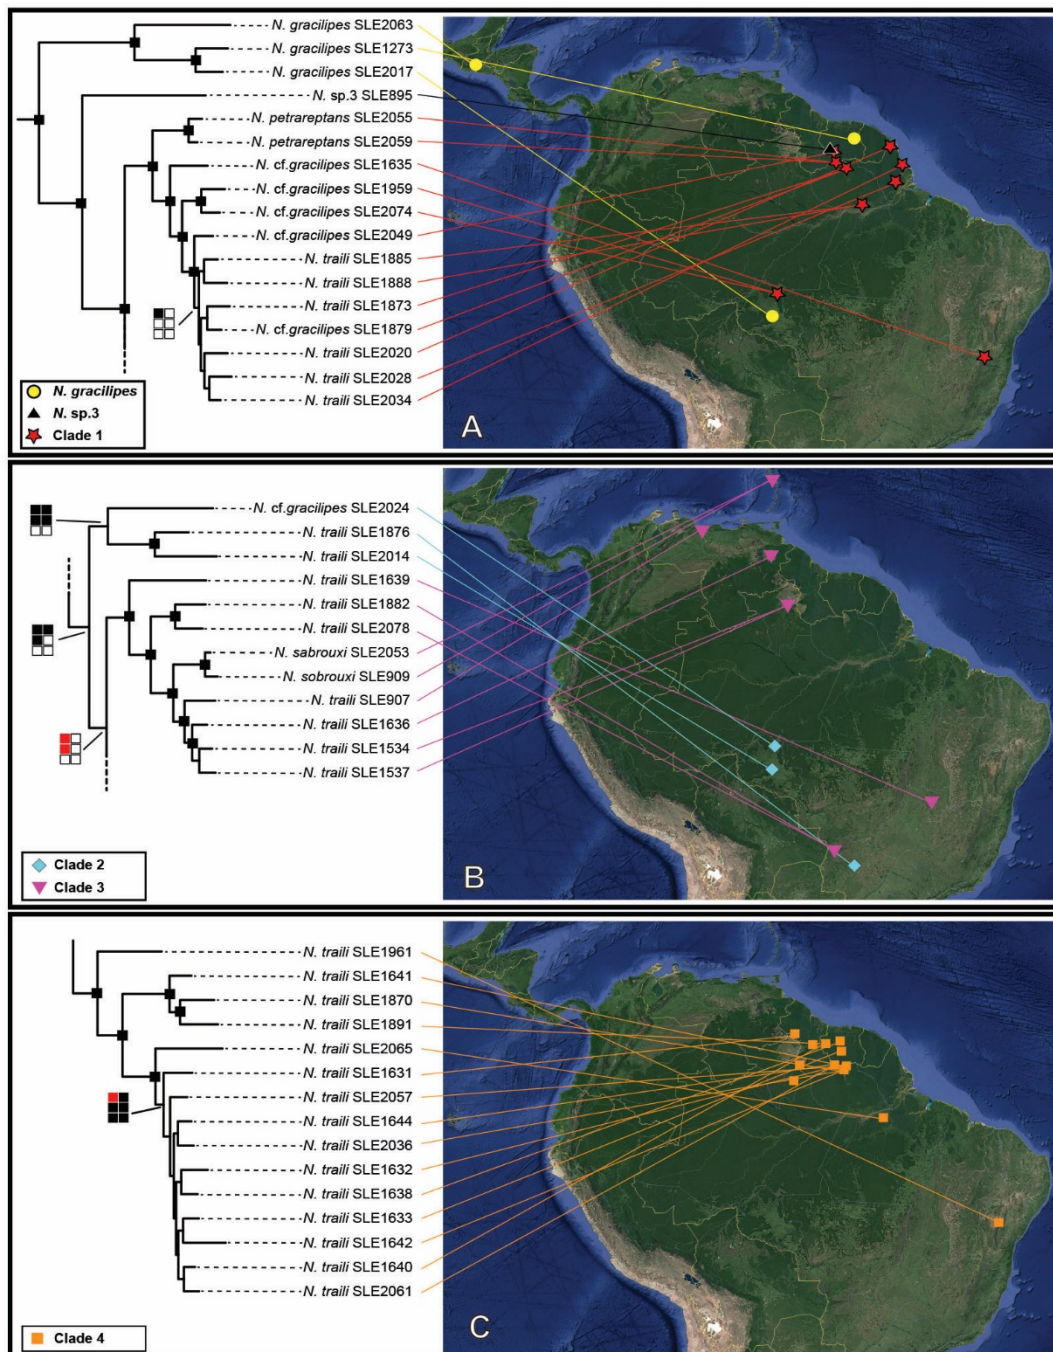 N. gracilipes SLE2063
N. gracilipes SLE1273
N. gracilipes SLE2017
N. sp.3 SLE895
N. petrareptans SLE2055
N. petrareptans SLE2059
N. cf.gracilipes SLE1635
N. cf.gracilipes SLE1959
N. cf.gracilipes SLE2074
N. cf.gracilipes SLE2049
N. traili SLE1885
N. traili SLE1888
N. traili SLE1873
N. cf.gracilipes SLE1879
N. traili SLE2020
N. traili SLE2028
N. traili SLE2034
N. gracilipes
N. sp.3
Clade 1
A
N. cf.gracilipes SLE2024
N. traili SLE1876
N. traili SLE2014
N. traili SLE1639
N. traili SLE1882
N. traili SLE2078
N. sabrouxi SLE2053
N. sobrouxi SLE909
N. traili SLE907
N. traili SLE1636
N. traili SLE1534
N. traili SLE1537
Clade 2
Clade 3
B
N. traili SLE1961
N. traili SLE1641
N. traili SLE1870
N. traili SLE1891
N. traili SLE2065
N. traili SLE1631
N. traili SLE2057
N. traili SLE1644
N. traili SLE2036
N. traili SLE1632
N. traili SLE1638
N. traili SLE1633
N. traili SLE1642
N. traili SLE1640
N. traili SLE2061
Clade 4
C